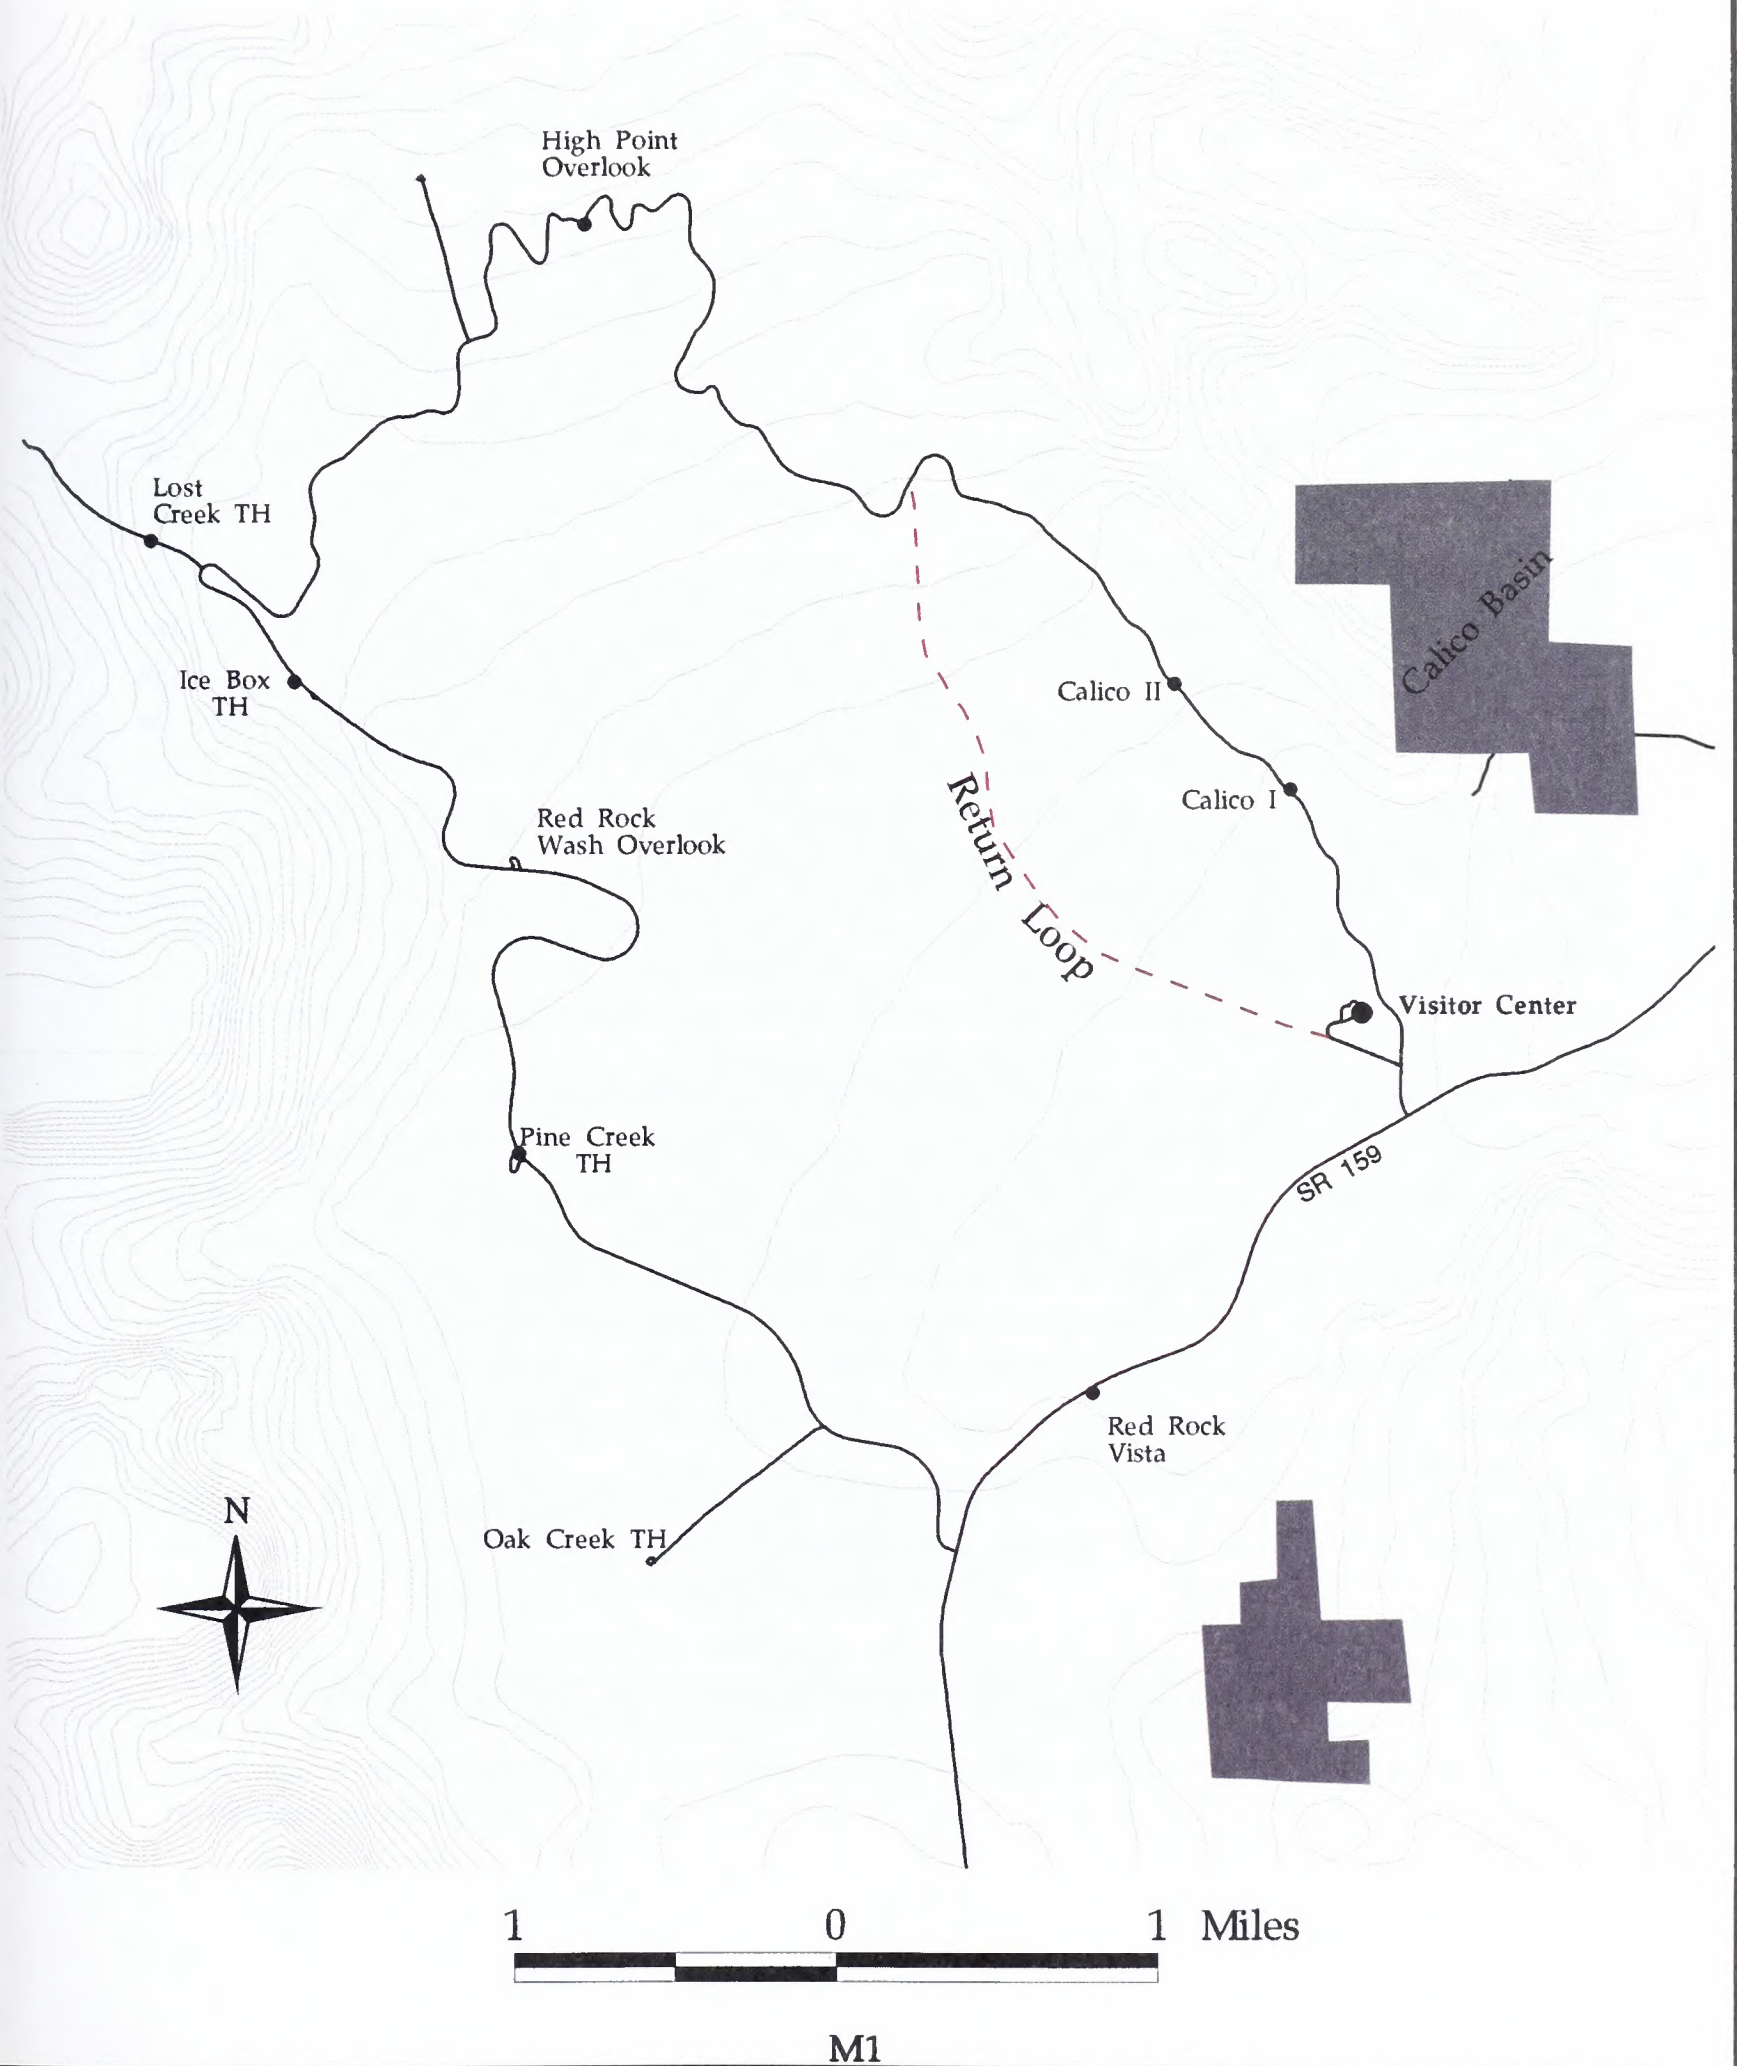 High Point
Overlook
Lost
Creek TH
Calico Basin
Ice Box
TH
Calico II
Calico I
Red Rock
Wash Overlook
Return Loop
Visitor Center
Pine Creek
TH
SR 159
Red Rock
Vista
N
Oak Creek TH
1 0 1 Miles
M1